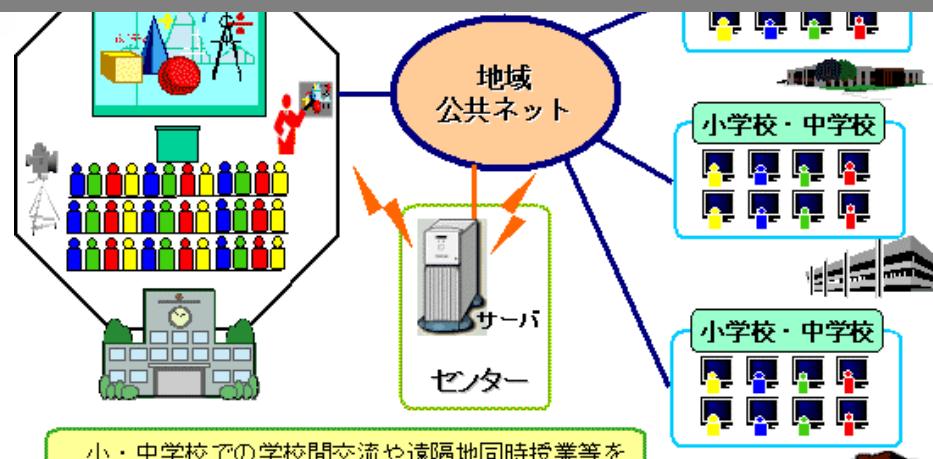 地域
公共ネット
小学校・中学校
サーバ
センター
小学校・中学校
小・中学校での学校間交流や遠隔地同時授業等を